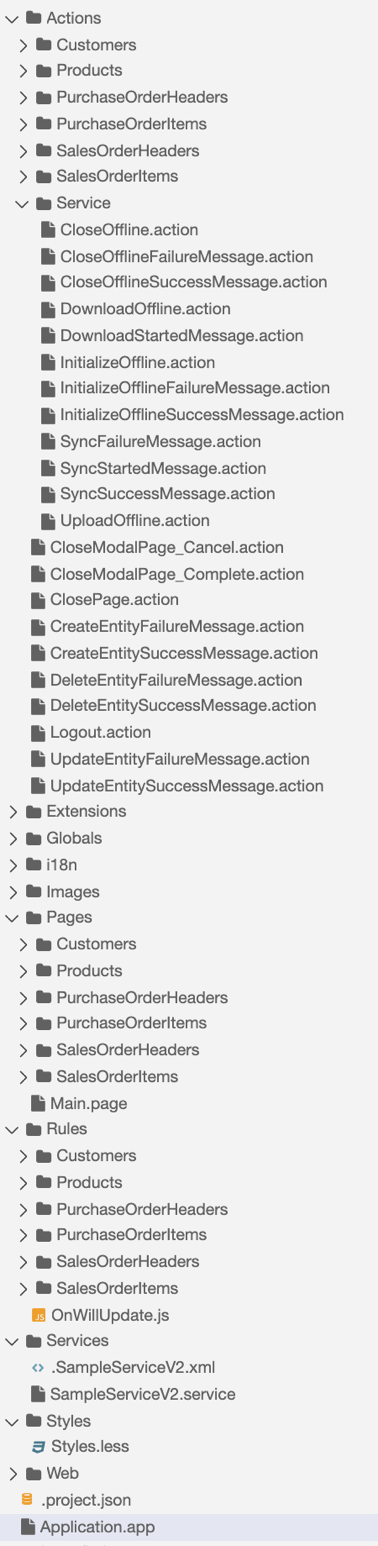 Actions
Customers
Products
PurchaseOrderHeaders
PurchaseOrderItems
SalesOrderHeaders
SalesOrderItems
Service
CloseOffline.action
CloseOfflineFailureMessage.action
CloseOfflineSuccessMessage.action
DownloadOffline.action
DownloadStartedMessage.action
InitializeOffline.action
InitializeOfflineFailureMessage.action
InitializeOfflineSuccessMessage.action
SyncFailureMessage.action
SyncStartedMessage.action
SyncSuccessMessage.action
UploadOffline.action
CloseModalPage_Cancel.action
CloseModalPage_Complete.action
ClosePage.action
CreateEntityFailureMessage.action
CreateEntitySuccessMessage.action
DeleteEntityFailureMessage.action
DeleteEntitySuccessMessage.action
Logout.action
UpdateEntityFailureMessage.action
UpdateEntitySuccessMessage.action
Extensions
Globals
i18n
Images
Pages
Customers
Products
PurchaseOrderHeaders
PurchaseOrderItems
SalesOrderHeaders
SalesOrderItems
Main.page
Rules
Customers
Products
PurchaseOrderHeaders
PurchaseOrderItems
SalesOrderHeaders
SalesOrderItems
JS OnWillUpdate.js
Services
.SampleServiceV2.xml
SampleServiceV2.service
Styles
Styles.less
Web
.project.json
Application.app